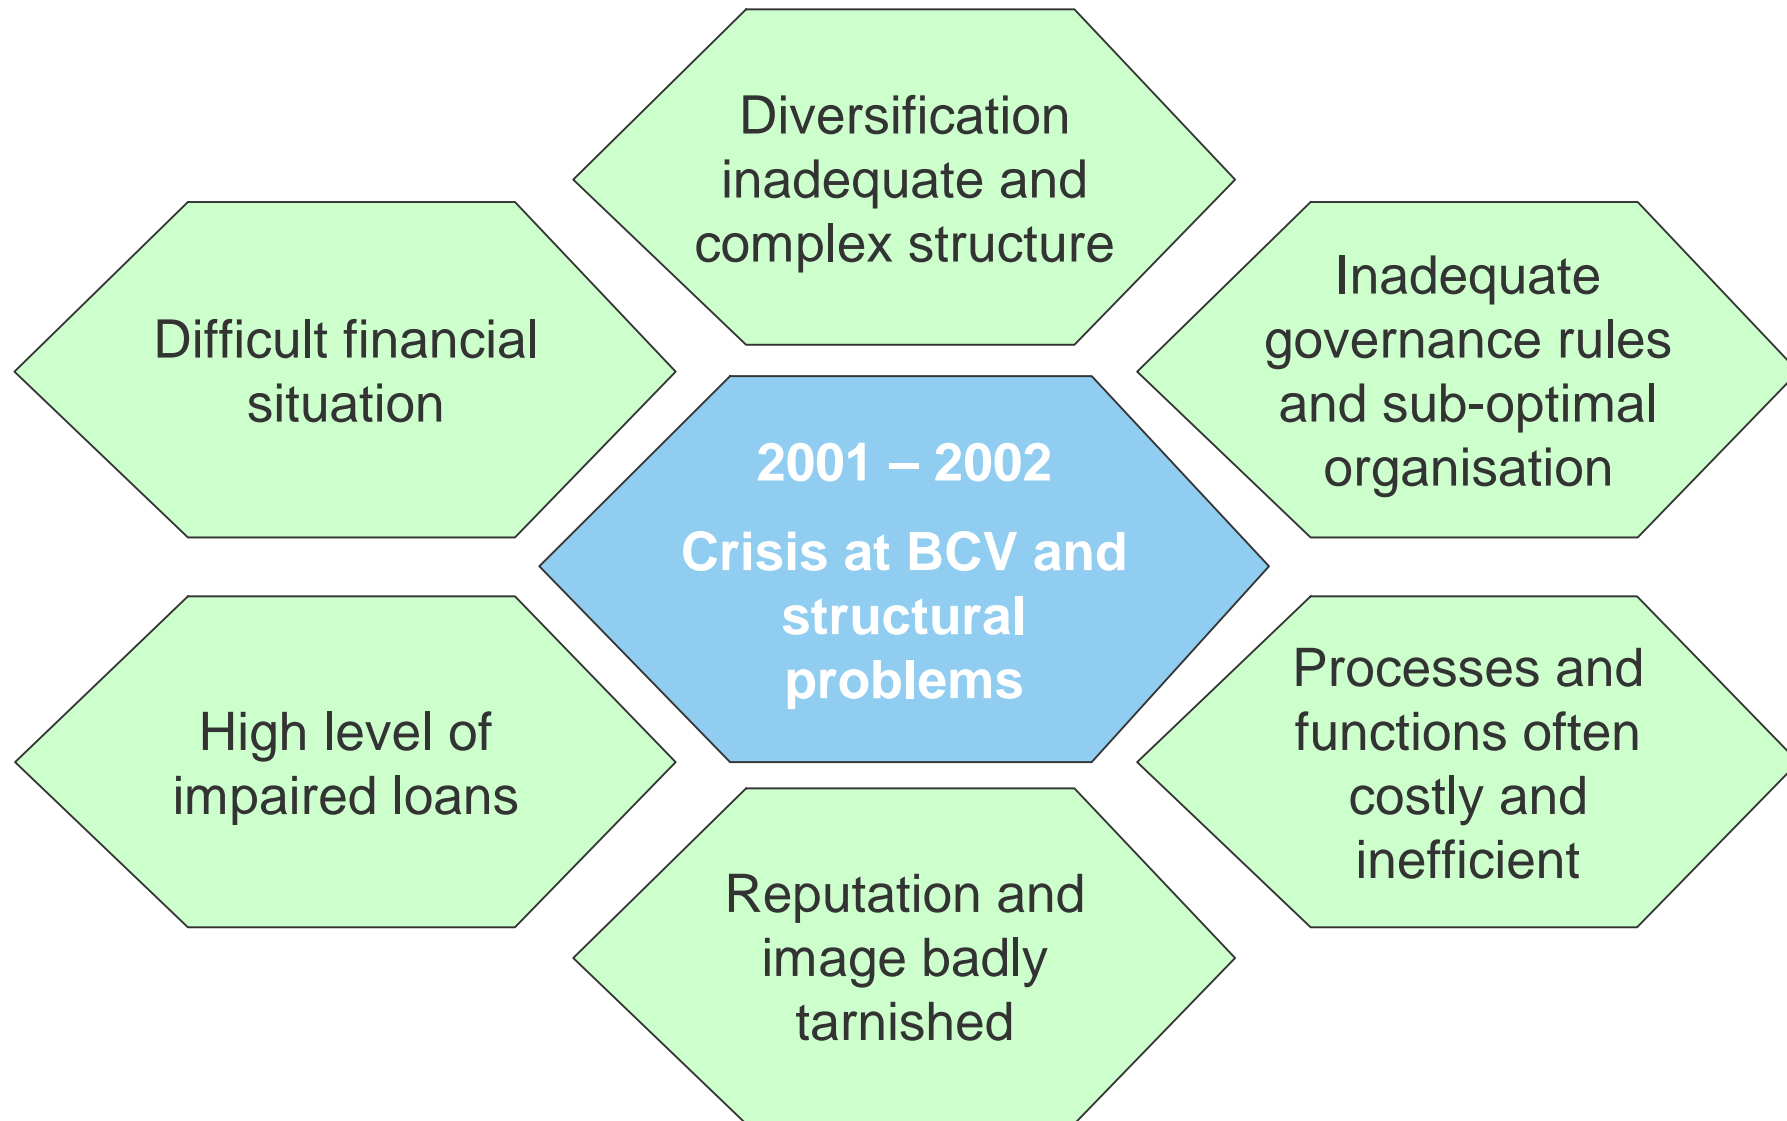 Diversification
inadequate and
complex structure
Difficult financial
situation
Inadequate
governance rules
and sub-optimal
organisation
2001 – 2002
Crisis at BCV and
structural
problems
High level of
impaired loans
Processes and
functions often
costly and
inefficient
Reputation and
image badly
tarnished